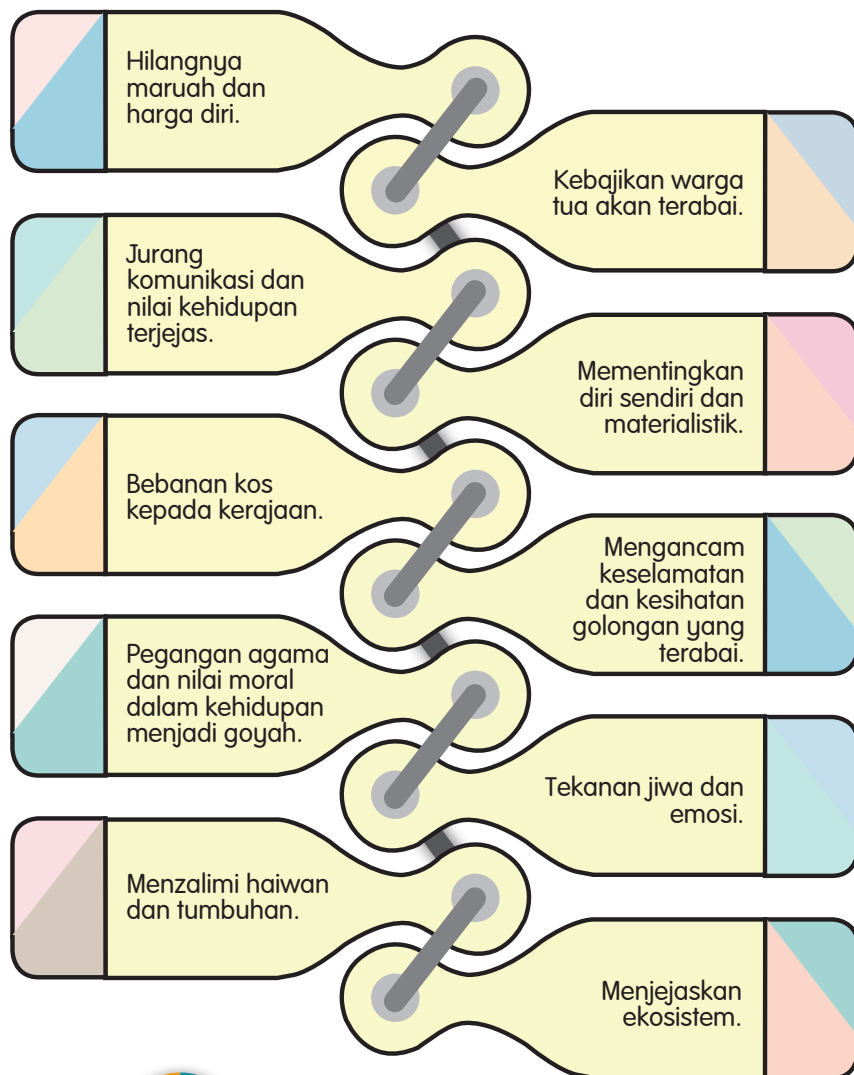 Hilangnya
maruah dan
harga diri.
Kebajikan warga
tua akan terabai.
Jurang
komunikasi dan
nilai kehidupan
terjejas.
Mementingkan
diri sendiri dan
materialistik.
Bebanan kos
kepada kerajaan.
Mengancam
keselamatan
dan kesihatan
golongan yang
terabai.
Pegangan agama
dan nilai moral
dalam kehidupan
menjadi goyah.
Tekanan jiwa dan
emosi.
Menzalimi haiwan
dan tumbuhan.
Menjejaskan
ekosistem.